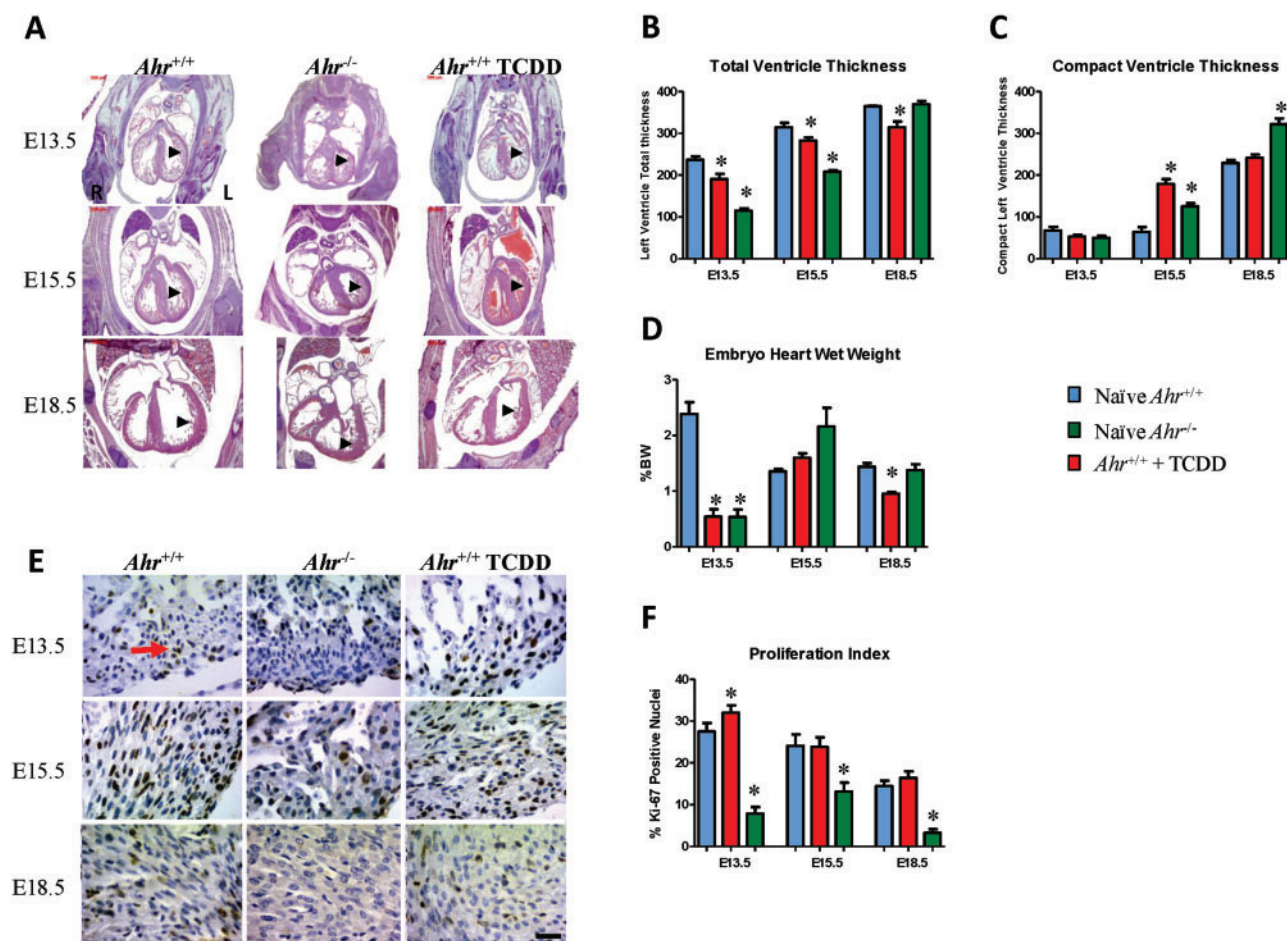 A
Ahr+/+ Ahr-/- Ahr+/+ TCDD
E13.5
R L
E15.5
E18.5
B
Total Ventricle Thickness
Left Ventricle Total thickness
400
300
200
100
0
E13.5 E15.5 E18.5
* * * * *
C
Compact Ventricle Thickness
Compact Left Ventricle Thickness
400
300
200
100
0
E13.5 E15.5 E18.5
* * *
D
Embryo Heart Wet Weight
%BW
3
2
1
0
E13.5 E15.5 E18.5
* * *
Naïve Ahr+/+
Naïve Ahr-/-
Ahr+/+ + TCDD
E
Ahr+/+ Ahr-/- Ahr+/+ TCDD
E13.5
E15.5
E18.5
F
Proliferation Index
% Ki-67 Positive Nuclei
40
30
20
10
0
E13.5 E15.5 E18.5
* * * *